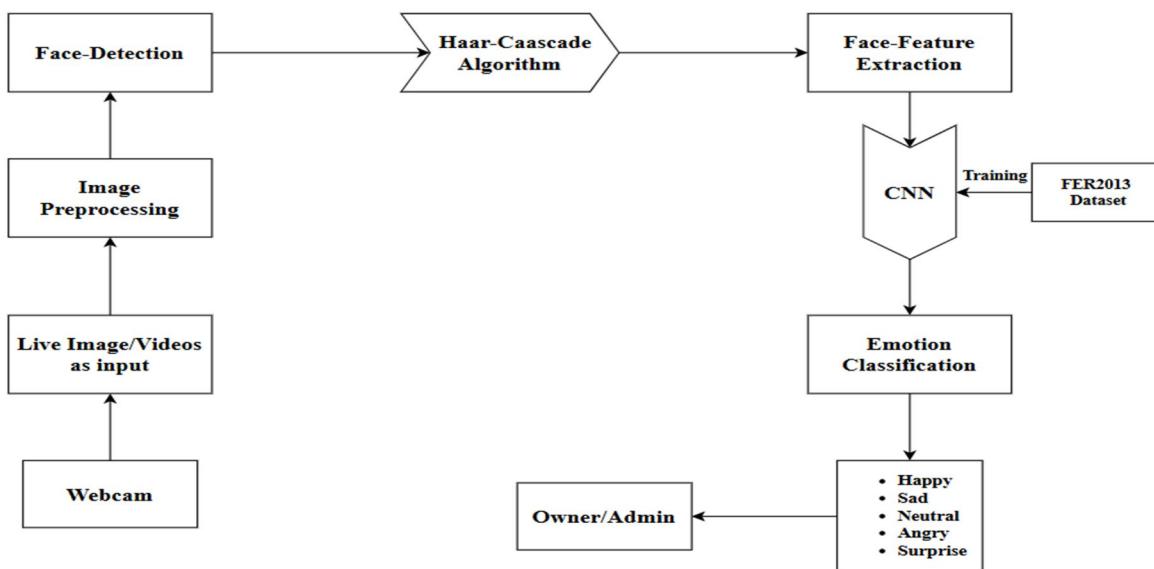 Face-Detection
Haar-Caascade
Algorithm
Face-Feature
Extraction
Image
Preprocessing
CNN
Training
FER2013
Dataset
Live Image/Videos
as input
Emotion
Classification
Webcam
Owner/Admin
• Happy
• Sad
• Neutral
• Angry
• Surprise